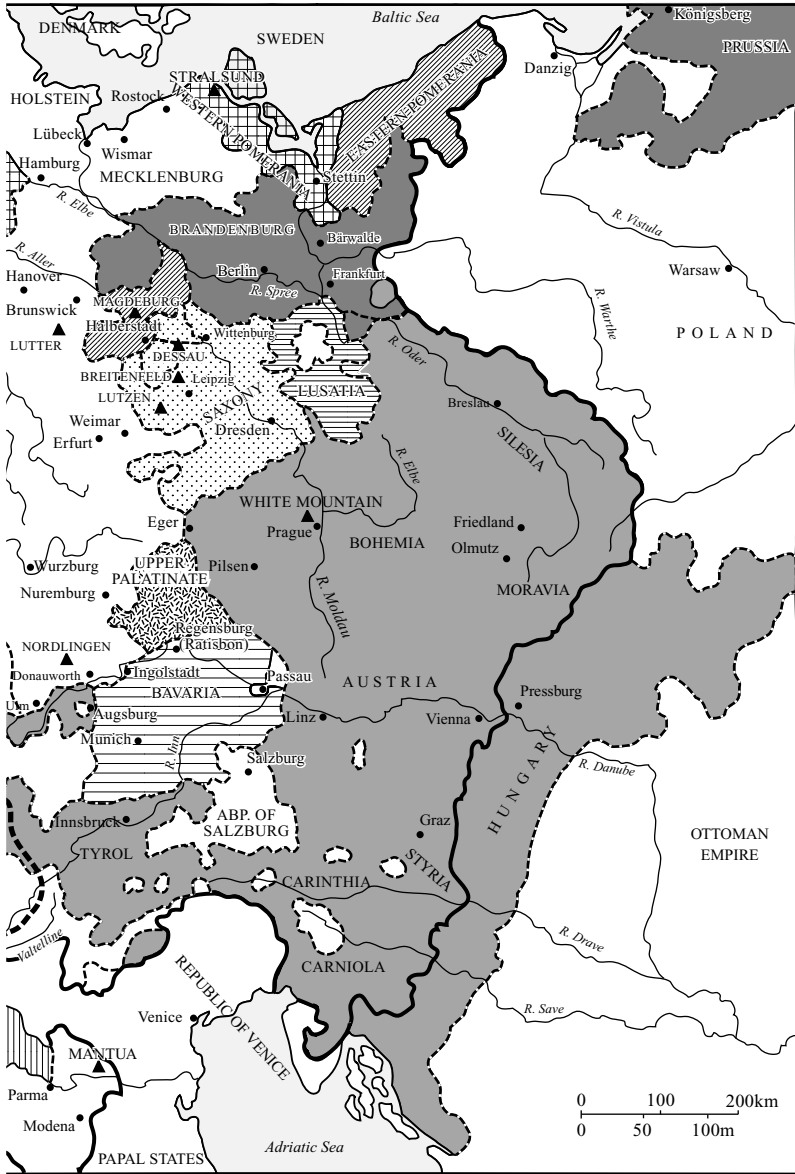 Baltic Sea
Königsberg
DENMARK
SWEDEN
PRUSSIA
Danzig
STRALSUND
HOLSTEIN
Rostock
WESTERN POMERANIA
EASTERN POMERANIA
Lübeck
Wismar
Hamburg
MECKLENBURG
Stettin
R. Elbe
R. Vistula
BRANDENBURG
Bärwalde
R. Aller
Warsaw
Hanover
Berlin
Frankfurt
R. Spree
MAGDEBURG
R. Warthe
Brunswick
Halberstadt
Wittenburg
POLAND
LUTTER
DESSAU
R. Oder
BREITENFELD
Leipzig
LUSATIA
LUTZEN
SAXONY
Breslau
Weimar
Dresden
SILESIA
Erfurt
R. Elbe
WHITE MOUNTAIN
Eger
Prague
BOHEMIA
Friedland
Olmutz
Wurzburg
UPPER
PALATINATE
Pilsen
MORAVIA
Nuremburg
R. Moldau
Regensburg
(Ratisbon)
NORDLINGEN
Donauworth
Ingolstadt
Passau
AUSTRIA
BAVARIA
Ulm
Augsburg
Linz
Vienna
Pressburg
Munich
R. Inn
HUNGARY
R. Danube
Salzburg
Innsbruck
ABP. OF
SALZBURG
Graz
OTTOMAN
EMPIRE
TYROL
STYRIA
CARINTHIA
Valtelline
R. Drave
CARNIOLA
REPUBLIC OF VENICE
R. Save
Venice
MANTUA
Parma
0 100 200km
0 50 100m
Modena
Adriatic Sea
PAPAL STATES